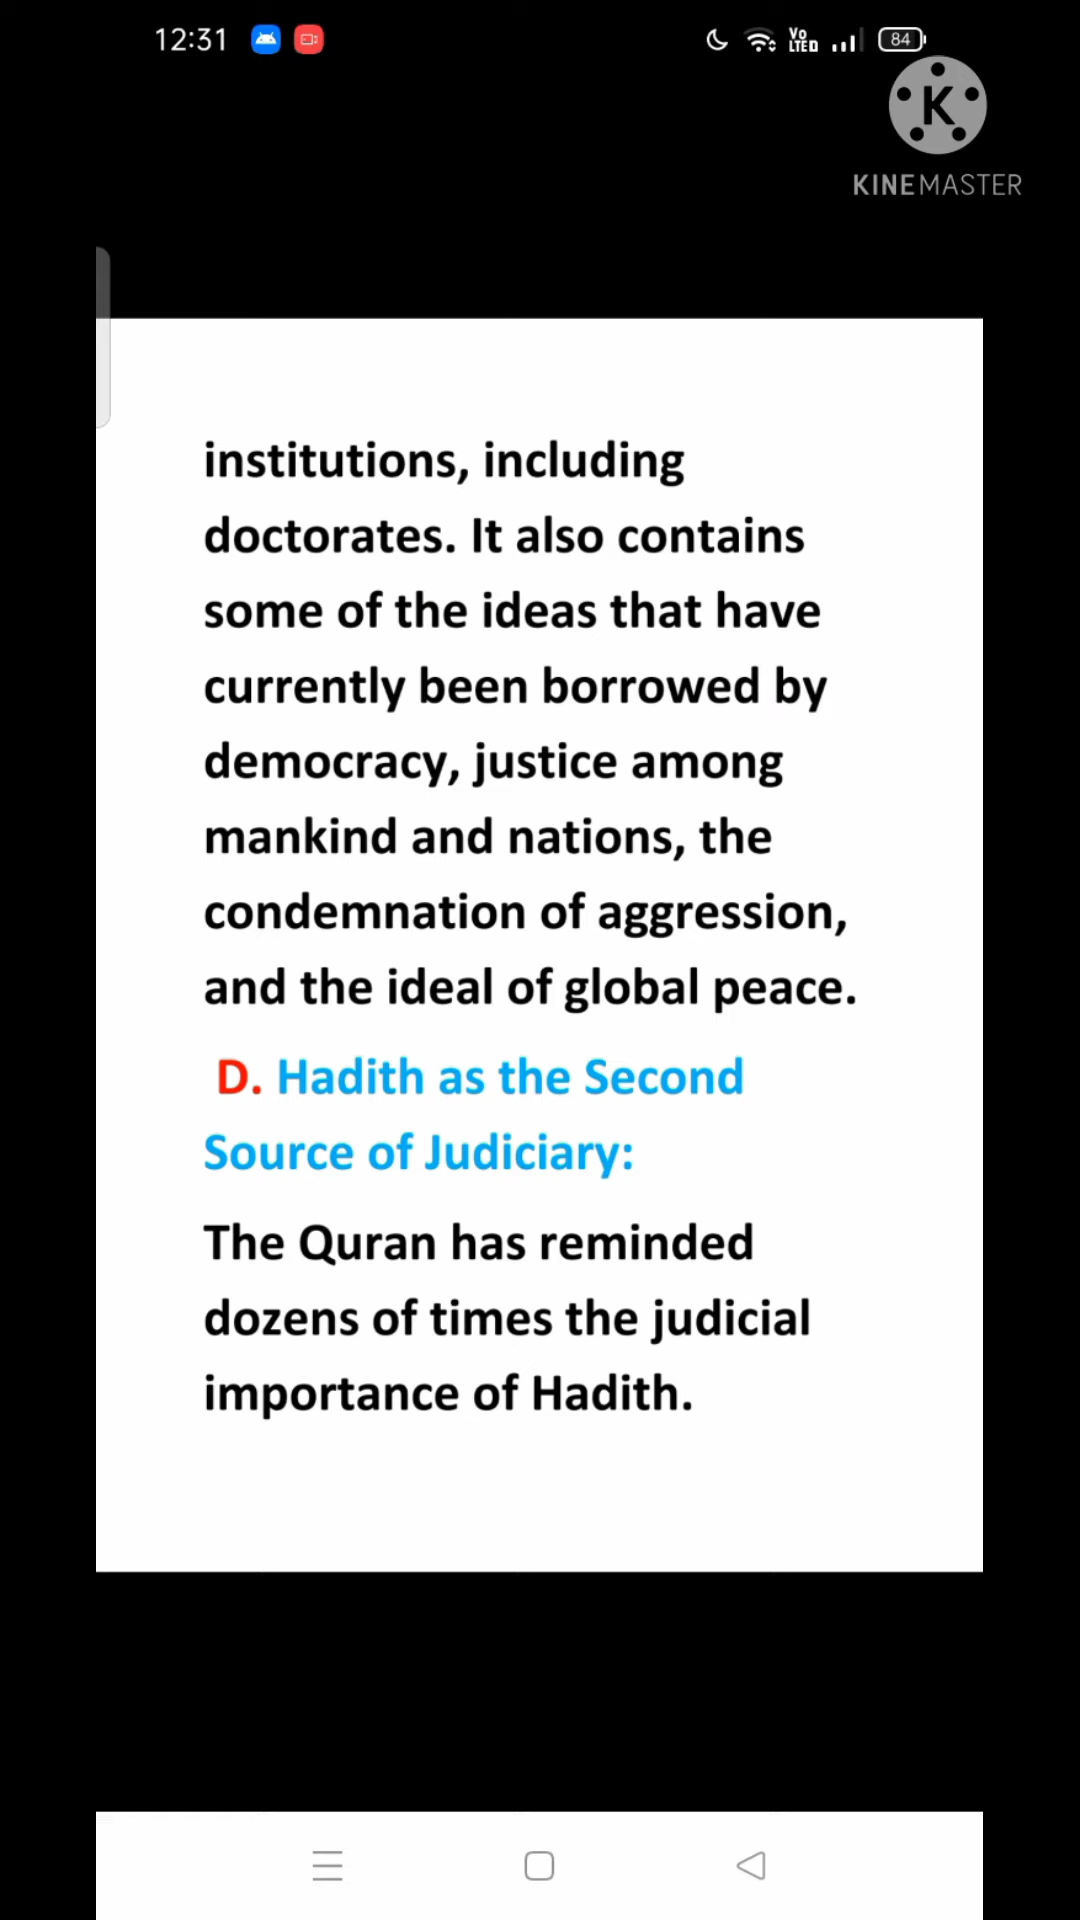 12:31
Vo
LTED
84
K
KINEMASTER
institutions, including
doctorates. It also contains
some of the ideas that have
currently been borrowed by
democracy, justice among
mankind and nations, the
condemnation of aggression,
and the ideal of global peace.
D. Hadith as the Second
Source of Judiciary:
The Quran has reminded
dozens of times the judicial
importance of Hadith.